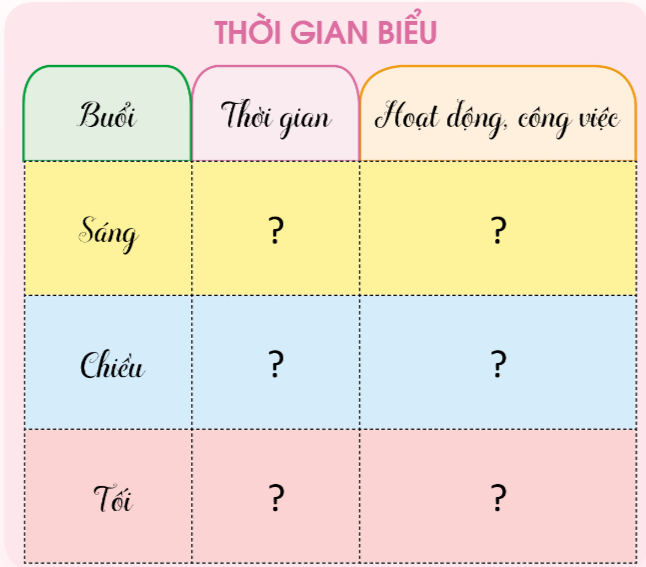 THỜI GIAN BIỂU
Buổi Thời gian Hoạt động, công việc
Sáng ? ?
Chiều ? ?
Tối ? ?